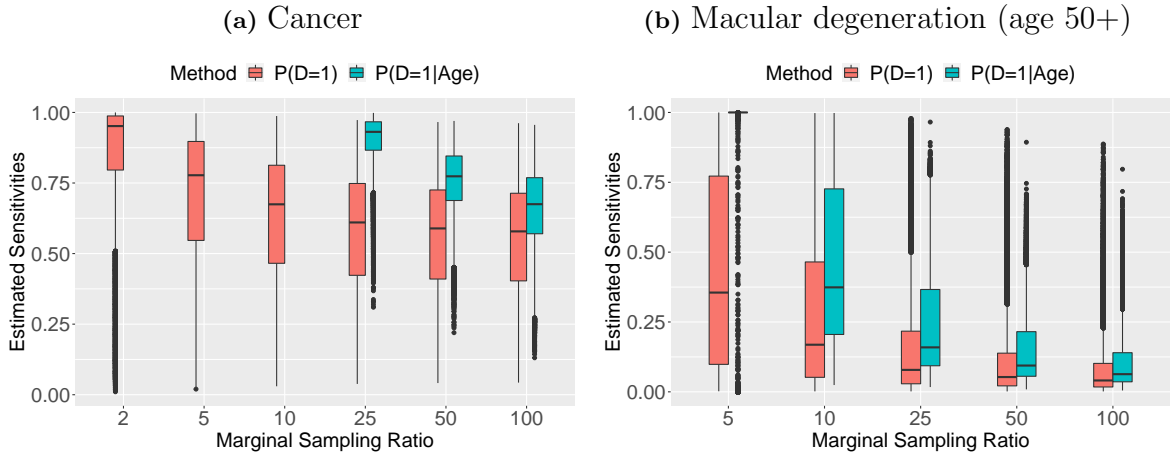 (a) Cancer
Method P(D=1) P(D=1|Age)
Estimated Sensitivities
1.00
0.75
0.50
0.25
0.00
2 5 10 25 50 100
Marginal Sampling Ratio
(b) Macular degeneration (age 50+)
Method P(D=1) P(D=1|Age)
Estimated Sensitivities
1.00
0.75
0.50
0.25
0.00
5 10 25 50 100
Marginal Sampling Ratio